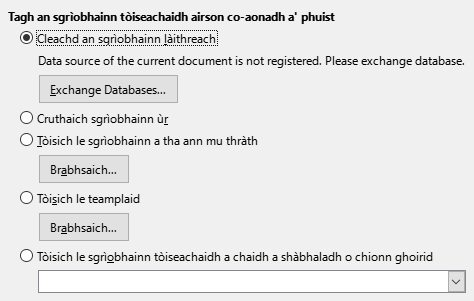 Tagh an sgrìobhainn tòiseachaidh airson co-aonadh a' phuist
Cleachd an sgrìobhainn làithreach
Data source of the current document is not registered. Please exchange database.
Exchange Databases...
Cruthaich sgrìobhainn ùr
Tòisich le sgrìobhainn a tha ann mu thràth
Brabhsaich...
Tòisich le teamplaid
Brabhsaich...
Tòisich le sgrìobhainn tòiseachaidh a chaidh a shàbhaladh o chionn ghoirid